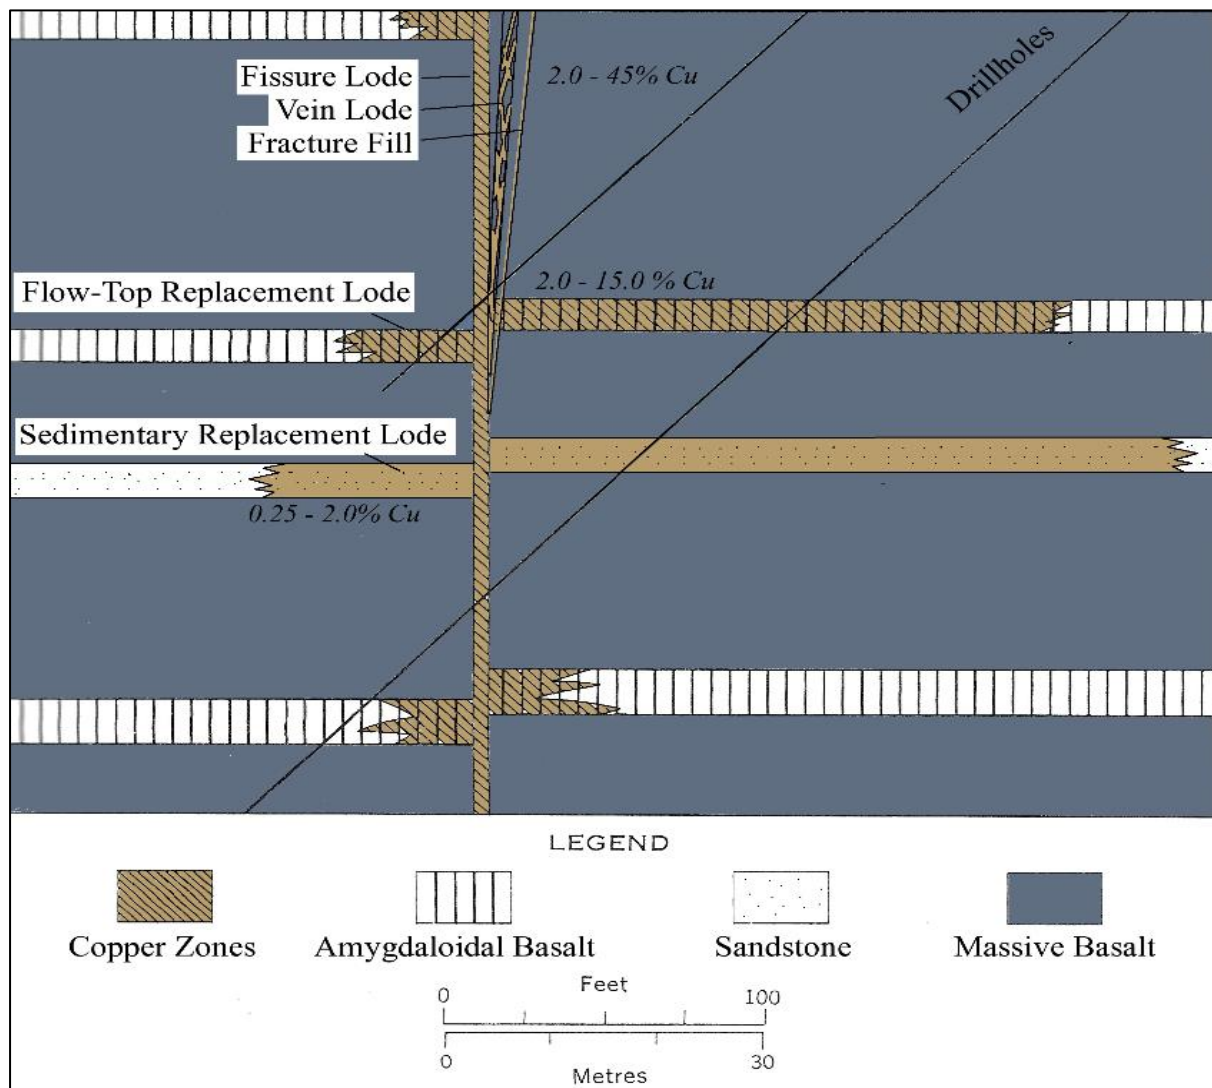 Fissure Lode
Vein Lode
Fracture Fill
2.0 - 45% Cu
Drillholes
Flow-Top Replacement Lode
2.0 - 15.0 % Cu
Sedimentary Replacement Lode
0.25 - 2.0% Cu
LEGEND
Copper Zones
Amygdaloidal Basalt
Sandstone
Massive Basalt
0 Feet 100
0 Metres 30